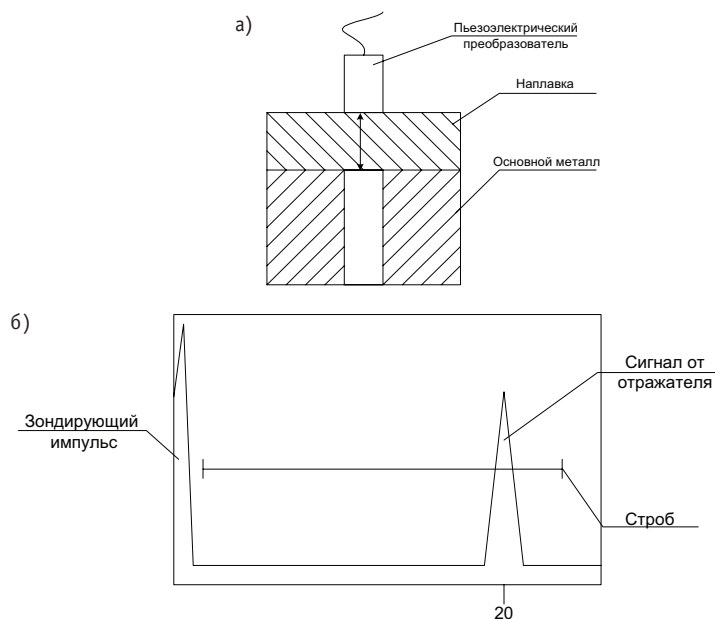 а)
Пьезоэлектрический
преобразователь
Наплавка
Основной металл
б)
Сигнал от
отражателя
Зондирующий
импульс
Строб
20